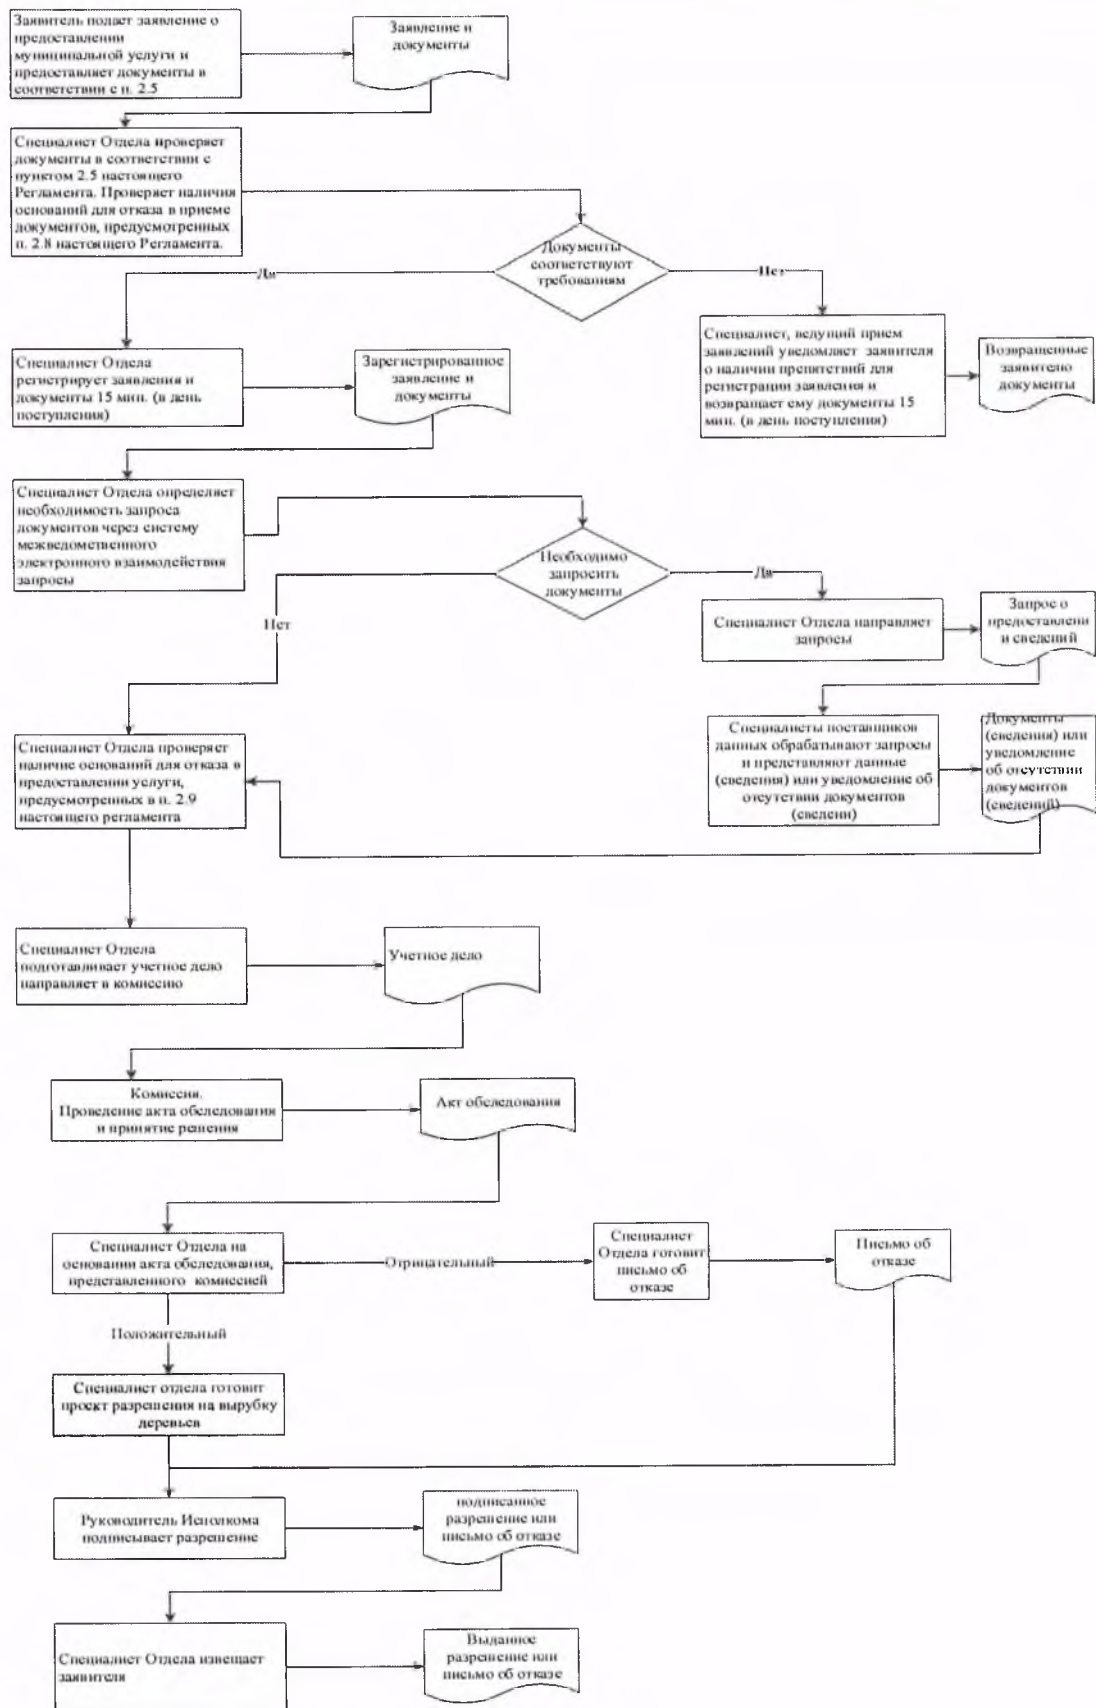 Заявитель подает заявление о
предоставлении
муниципальной услуги и
предоставляет документы в
соответствии с п. 2.5
Заявление и
документы
Специалист Отдела проверяет
документы в соответствии с
пунктом 2.5 настоящего
Регламента. Проверяет наличия
оснований для отказа в приеме
документов, предусмотренных
п. 2.8 настоящего Регламента.
Документы
соответствуют
требованиям
Да
Нет
Специалист Отдела
регистрирует заявления и
документы 15 мин. (в день
поступления)
Зарегистрированное
заявление и
документы
Специалист, ведущий прием
заявлений уведомляет заявителя
о наличии препятствий для
регистрации заявления и
возвращает ему документы 15
мин. (в день поступления)
Возвращенные
заявителю
документы
Специалист Отдела определяет
необходимость запроса
документов через систему
межведомственного
электронного взаимодействия
запросы
Необходимо
запросить
документы
Да
Нет
Специалист Отдела направляет
запросы
Запрос о
предоставлени
и сведений
Специалист Отдела проверяет
наличие оснований для отказа в
предоставлении услуги,
предусмотренных в п. 2.9
настоящего регламента
Специалисты поставщиков
данных обрабатывают запросы
и представляют данные
(сведения) или уведомление об
отсутствии документов
(сведени)
Документы
(сведения) или
уведомление
об отсутствии
документов
(сведений)
Специалист Отдела
подготавливает учетное дело
направляет в комиссию
Учетное дело
Комиссия.
Проведение акта обследования
и принятие решения
Акт обследования
Специалист Отдела на
основании акта обследования,
представленного комиссией
Отрицательный
Специалист
Отдела готовит
письмо об
отказе
Письмо об
отказе
Положительный
Специалист отдела готовит
проект разрешения на вырубку
деревьев
Руководитель Исполкома
подписывает разрешение
подписанное
разрешение или
письмо об отказе
Специалист Отдела извещает
заявителя
Выданное
разрешение или
письмо об отказе